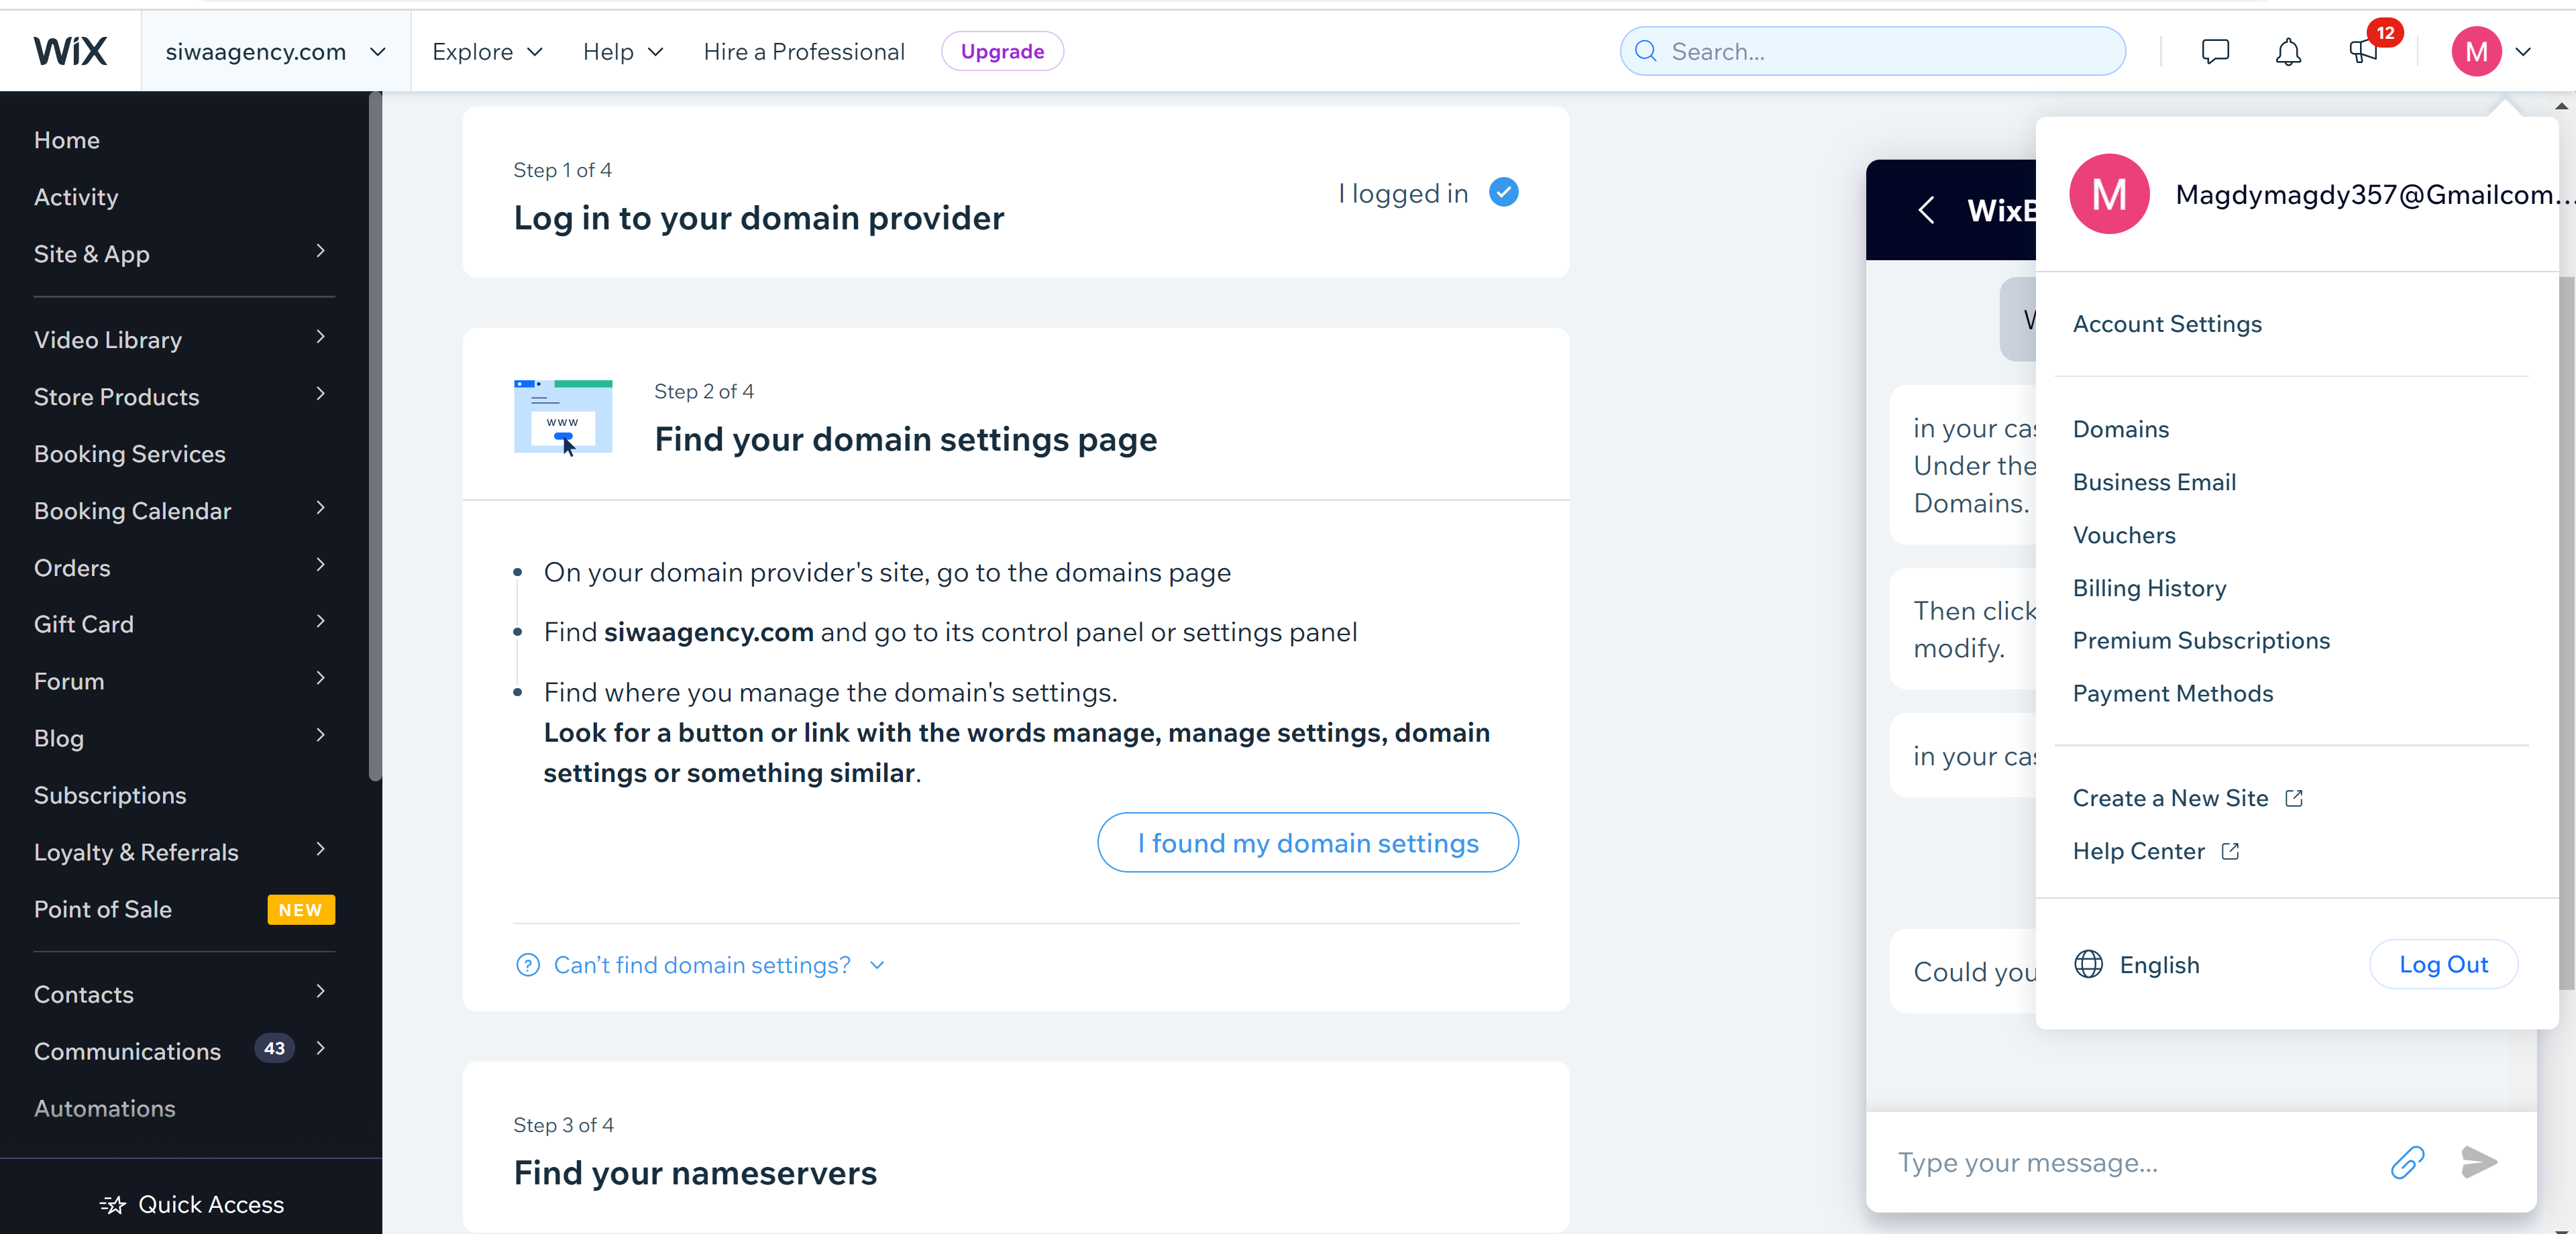 WiX
siwaagency.com
Explore
Help
Hire a Professional
Upgrade
Search...
12
M
Home
Activity
Site & App
Video Library
Store Products
Booking Services
Booking Calendar
Orders
Gift Card
Forum
Blog
Subscriptions
Loyalty & Referrals
Point of Sale NEW
Contacts
Communications 43
Automations
Quick Access
Step 1 of 4
Log in to your domain provider
I logged in
www
Step 2 of 4
Find your domain settings page
On your domain provider's site, go to the domains page
Find siwaagency.com and go to its control panel or settings panel
Find where you manage the domain's settings.
Look for a button or link with the words manage, manage settings, domain
settings or something similar.
I found my domain settings
Can't find domain settings?
Step 3 of 4
Find your nameservers
in your
Under the
Domains.
Then click
modify.
in your
Could you
Type your message...
M
Magdymagdy357@Gmailcom...
Account Settings
Domains
Business Email
Vouchers
Billing History
Premium Subscriptions
Payment Methods
Create a New Site
Help Center
English
Log Out